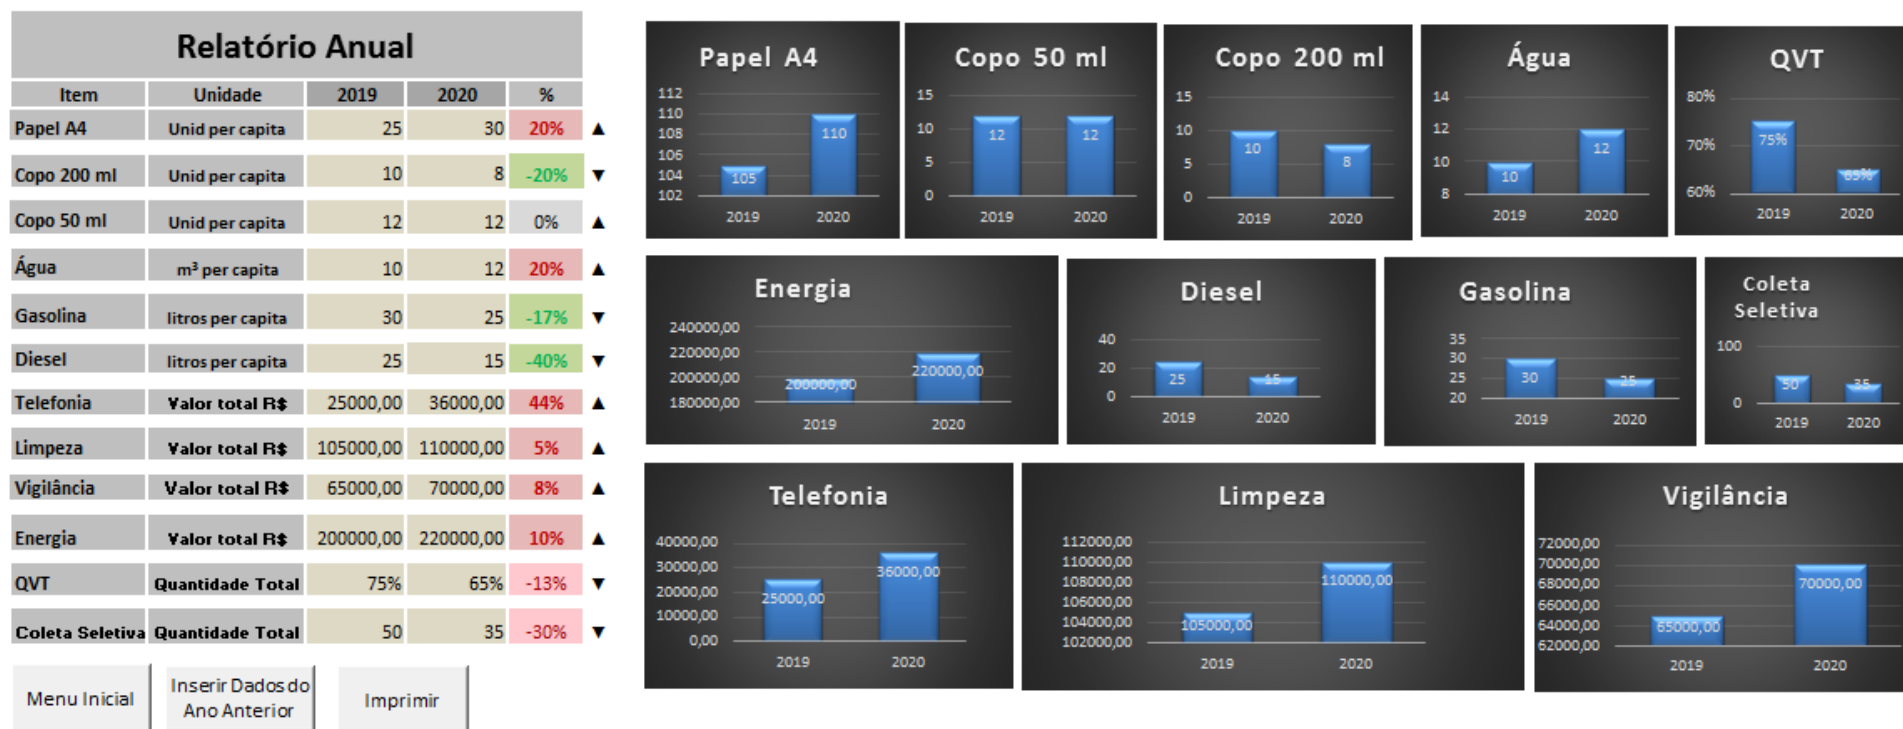 Relatório Anual
Item Unidade 2019 2020 %
Papel A4 Unid per capita 25 30 20% ▲
Copo 200 ml Unid per capita 10 8 -20% ▼
Copo 50 ml Unid per capita 12 12 0% ▲
Água m³ per capita 10 12 20% ▲
Gasolina litros per capita 30 25 -17% ▼
Diesel litros per capita 25 15 -40% ▼
Telefonia Valor total R$ 25000,00 36000,00 44% ▲
Limpeza Valor total R$ 105000,00 110000,00 5% ▲
Vigilância Valor total R$ 65000,00 70000,00 8% ▲
Energia Valor total R$ 200000,00 220000,00 10% ▲
QVT Quantidade Total 75% 65% -13% ▼
Coleta Seletiva Quantidade Total 50 35 -30% ▼
Menu Inicial
Inserir Dados do
Ano Anterior
Imprimir
Papel A4
112
110
108
106
104
102
105
110
2019 2020
Copo 50 ml
15
10
5
0
12
12
2019 2020
Copo 200 ml
15
10
5
0
10
8
2019 2020
Água
14
12
10
8
10
12
2019 2020
QVT
80%
70%
60%
75%
65%
2019 2020
Energia
240000,00
220000,00
200000,00
180000,00
200000,00
220000,00
2019 2020
Diesel
40
20
0
25
15
2019 2020
Gasolina
35
30
25
20
30
25
2019 2020
Coleta
Seletiva
100
0
50
35
2019 2020
Telefonia
40000,00
30000,00
20000,00
10000,00
0,00
25000,00
36000,00
2019 2020
Limpeza
112000,00
110000,00
108000,00
106000,00
104000,00
102000,00
105000,00
110000,00
2019 2020
Vigilância
72000,00
70000,00
68000,00
66000,00
64000,00
62000,00
65000,00
70000,00
2019 2020